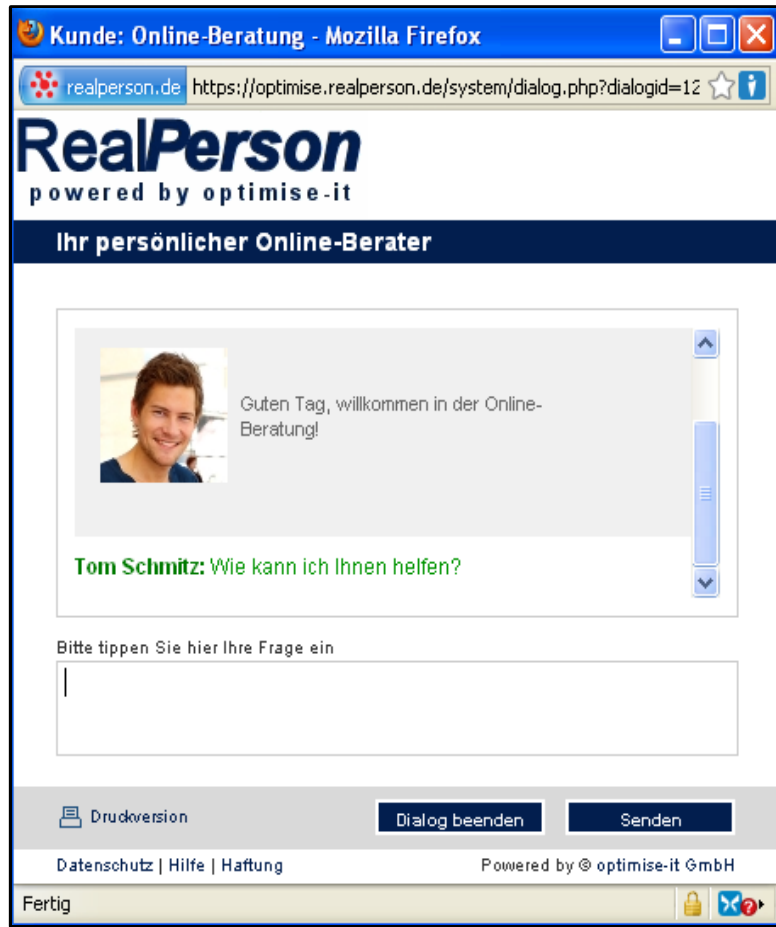 Kunde: Online-Beratung - Mozilla Firefox
realperson.de https://optimise.realperson.de/system/dialog.php?dialogid=12
RealPerson
powered by optimise-it
Ihr persönlicher Online-Berater
Guten Tag, willkommen in der Online-
Beratung!
Tom Schmitz: Wie kann ich Ihnen helfen?
Bitte tippen Sie hier Ihre Frage ein
Druckversion
Dialog beenden
Senden
Datenschutz | Hilfe | Haftung
Powered by © optimise-it GmbH
Fertig